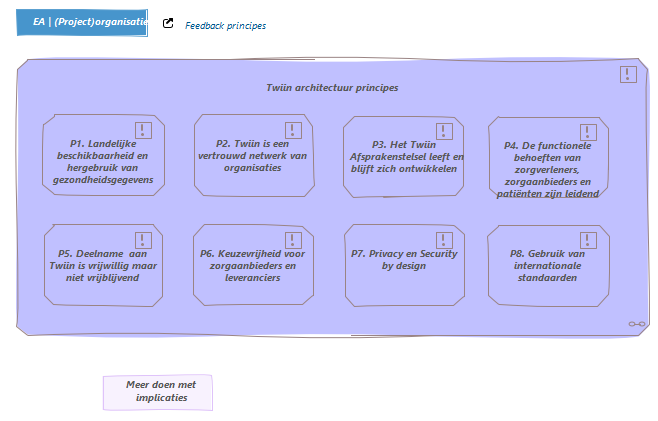 EA | (Project)organisatie
Feedback principes
Twiin architectuur principes
P1. Landelijke
beschikbaarheid en
hergebruik van
gezondheidsgegevens
P2. Twiin is een
vertrouwd netwerk van
organisaties
P3. Het Twiin
Afsprakenstelsel leeft en
blijft zich ontwikkelen
P4. De functionele
behoeften van
zorgverleners,
zorgaanbieders en
patiënten zijn leidend
P5. Deelname aan
Twiin is vrijwillig maar
niet vrijblijvend
P6. Keuzevrijheid voor
zorgaanbieders en
leveranciers
P7. Privacy en Security
by design
P8. Gebruik van
internationale
standaarden
Meer doen met
implicaties